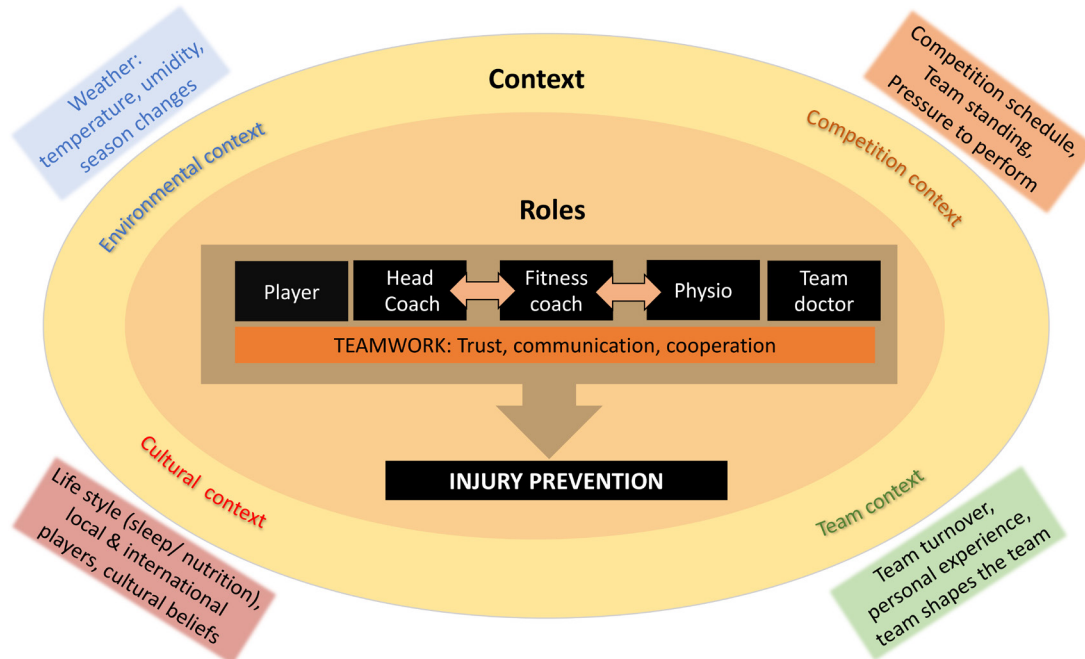 Weather:
temperature, umidity,
season changes
Environmental context
Context
Competition schedule,
Team standing,
Pressure to perform
Competition context
Roles
Player
Head
Coach
Fitness
coach
Physio
Team
doctor
TEAMWORK: Trust, communication, cooperation
INJURY PREVENTION
Cultural context
Life style (sleep/ nutrition),
local & international
players, cultural beliefs
Team context
Team turnover,
personal experience,
team shapes the team